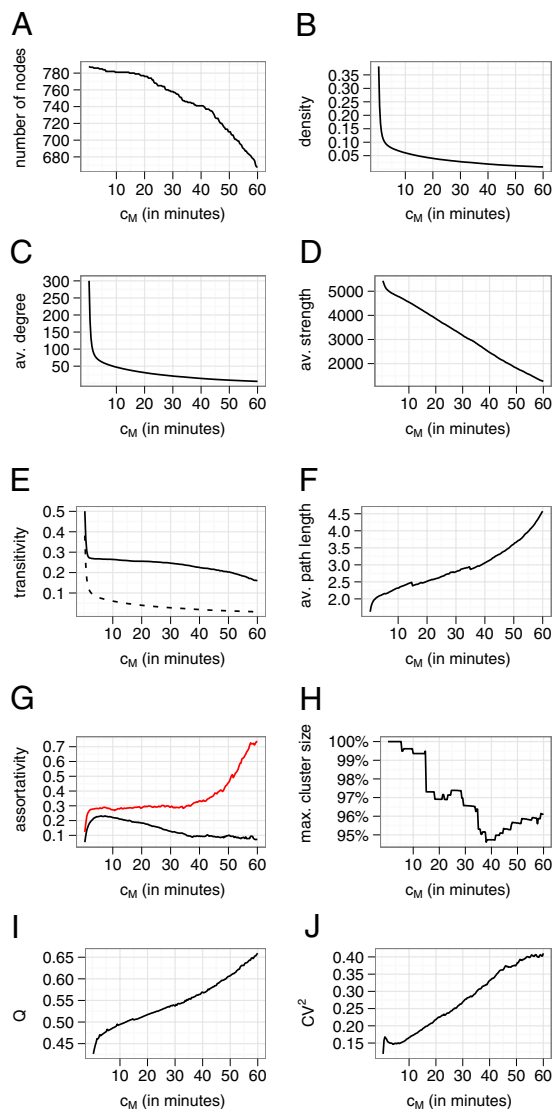 A
number of nodes
780
760
740
720
700
680
10 20 30 40 50 60
c_M (in minutes)
B
density
0.35
0.30
0.25
0.20
0.15
0.10
0.05
10 20 30 40 50 60
c_M (in minutes)
C
av. degree
300
250
200
150
100
50
10 20 30 40 50 60
c_M (in minutes)
D
av. strength
5000
4000
3000
2000
10 20 30 40 50 60
c_M (in minutes)
E
transitivity
0.5
0.4
0.3
0.2
0.1
10 20 30 40 50 60
c_M (in minutes)
F
av. path length
4.5
4.0
3.5
3.0
2.5
2.0
10 20 30 40 50 60
c_M (in minutes)
G
assortativity
0.7
0.6
0.5
0.4
0.3
0.2
0.1
10 20 30 40 50 60
c_M (in minutes)
H
max. cluster size
100%
99%
98%
97%
96%
95%
10 20 30 40 50 60
c_M (in minutes)
I
Q
0.65
0.60
0.55
0.50
0.45
10 20 30 40 50 60
c_M (in minutes)
J
CV²
0.40
0.35
0.30
0.25
0.20
0.15
10 20 30 40 50 60
c_M (in minutes)